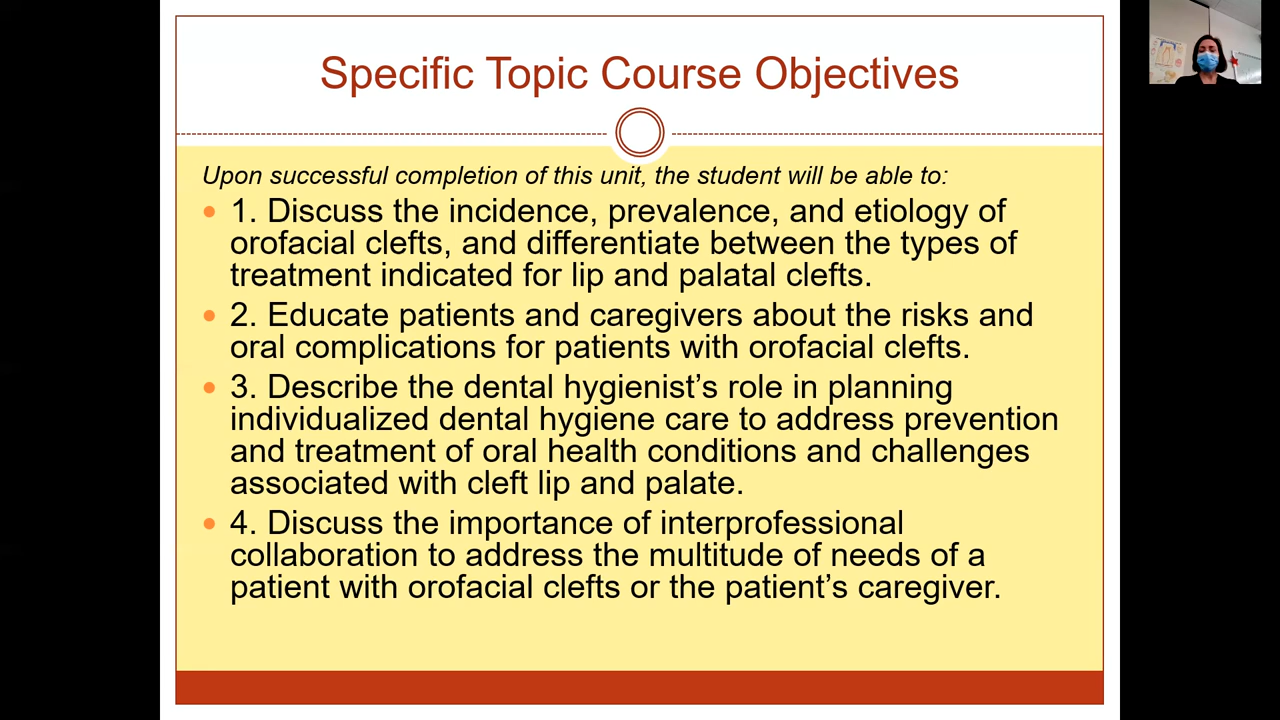 Specific Topic Course Objectives
Upon successful completion of this unit, the student will be able to:
1. Discuss the incidence, prevalence, and etiology of
orofacial clefts, and differentiate between the types of
treatment indicated for lip and palatal clefts.
2. Educate patients and caregivers about the risks and
oral complications for patients with orofacial clefts.
3. Describe the dental hygienist’s role in planning
individualized dental hygiene care to address prevention
and treatment of oral health conditions and challenges
associated with cleft lip and palate.
4. Discuss the importance of interprofessional
collaboration to address the multitude of needs of a
patient with orofacial clefts or the patient’s caregiver.